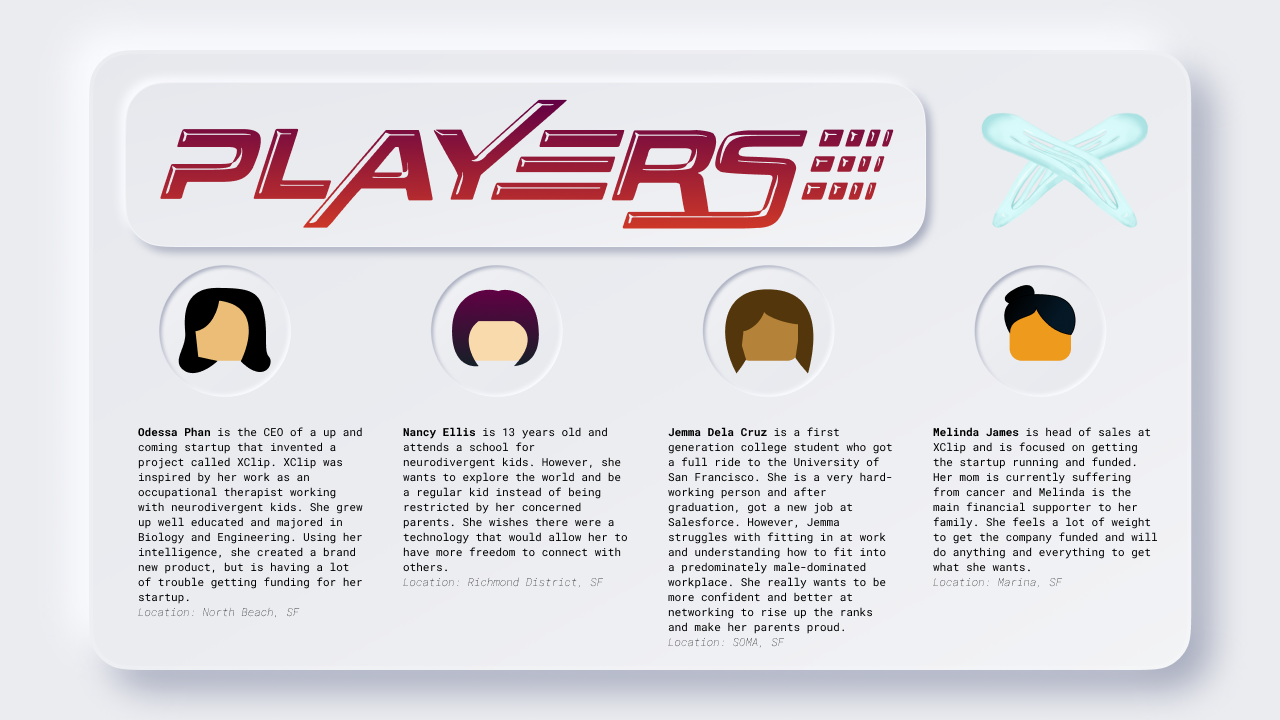 PLAYERS
Odessa Phan is the CEO of a up and
coming startup that invented a
project called XClip. XClip was
inspired by her work as an
occupational therapist working
with neurodivergent kids. She grew
up well educated and majored in
Biology and Engineering. Using her
intelligence, she created a brand
new product, but is having a lot
of trouble getting funding for her
startup.
Location: North Beach, SF
Nancy Ellis is 13 years old and
attends a school for
neurodivergent kids. However, she
wants to explore the world and be
a regular kid instead of being
restricted by her concerned
parents. She wishes there were a
technology that would allow her to
have more freedom to connect with
others.
Location: Richmond District, SF
Jemma Dela Cruz is a first
generation college student who got
a full ride to the University of
San Francisco. She is a very hard-
working person and after
graduation, got a new job at
Salesforce. However, Jemma
struggles with fitting in at work
and understanding how to fit into
a predominately male-dominated
workplace. She really wants to be
more confident and better at
networking to rise up the ranks
and make her parents proud.
Location: SOMA, SF
Melinda James is head of sales at
XClip and is focused on getting
the startup running and funded.
Her mom is currently suffering
from cancer and Melinda is the
main financial supporter to her
family. She feels a lot of weight
to get the company funded and will
do anything and everything to get
what she wants.
Location: Marina, SF